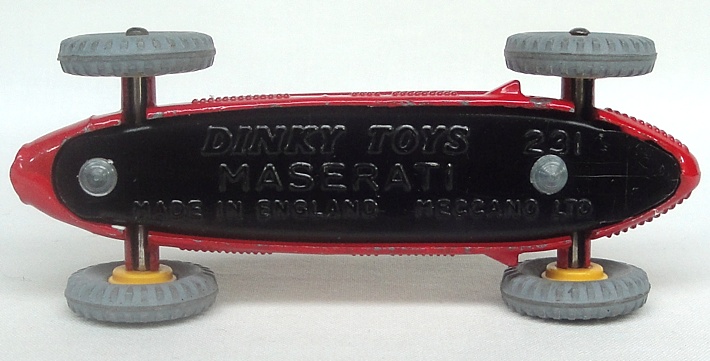 DINKY TOYS 231
MASERATI
MADE IN ENGLAND MECCANO LTD